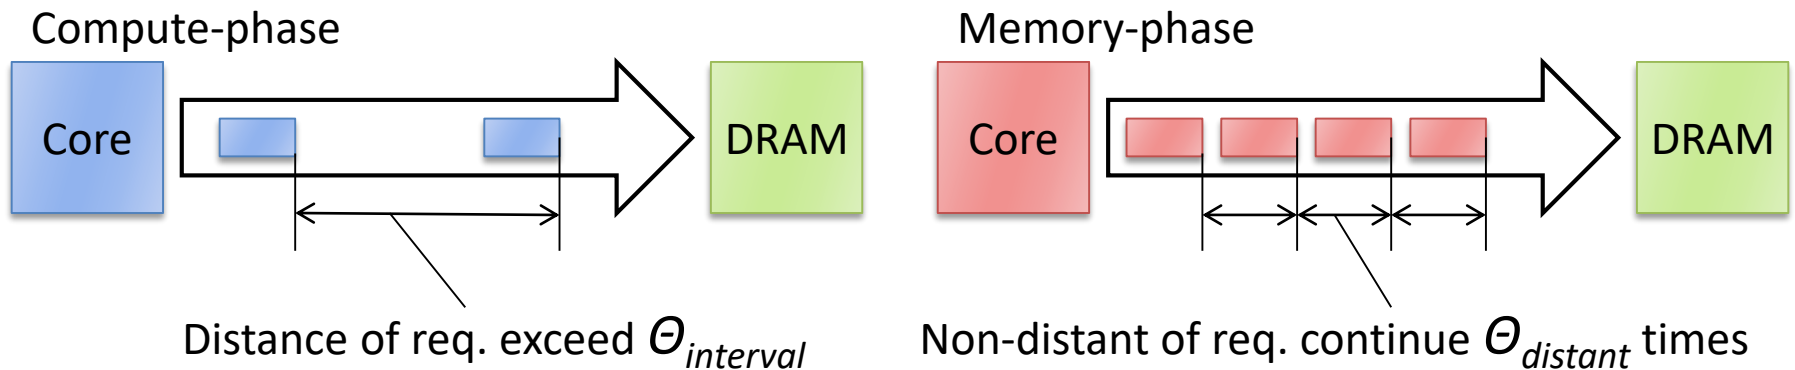 Compute-phase
Core
DRAM
Distance of req. exceed Θinterval
Memory-phase
Core
DRAM
Non-distant of req. continue Θdistant times